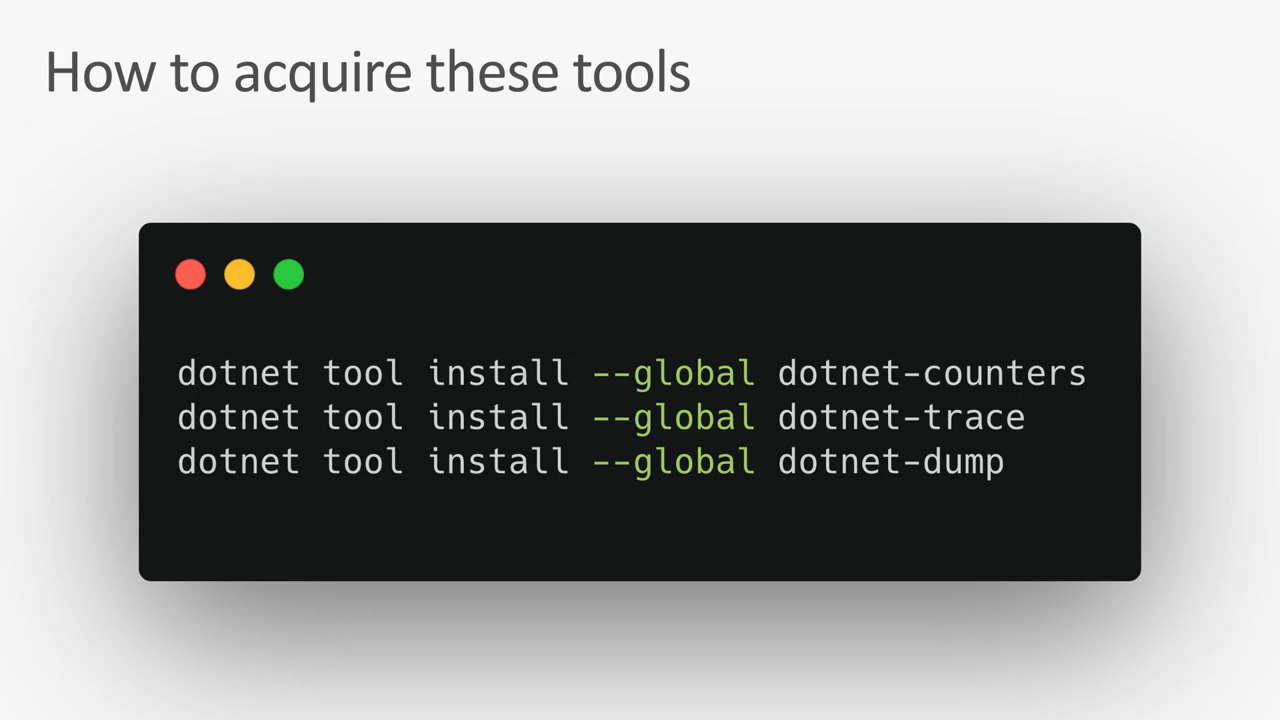 How to acquire these tools
dotnet tool install --global dotnet-counters
dotnet tool install --global dotnet-trace
dotnet tool install --global dotnet-dump